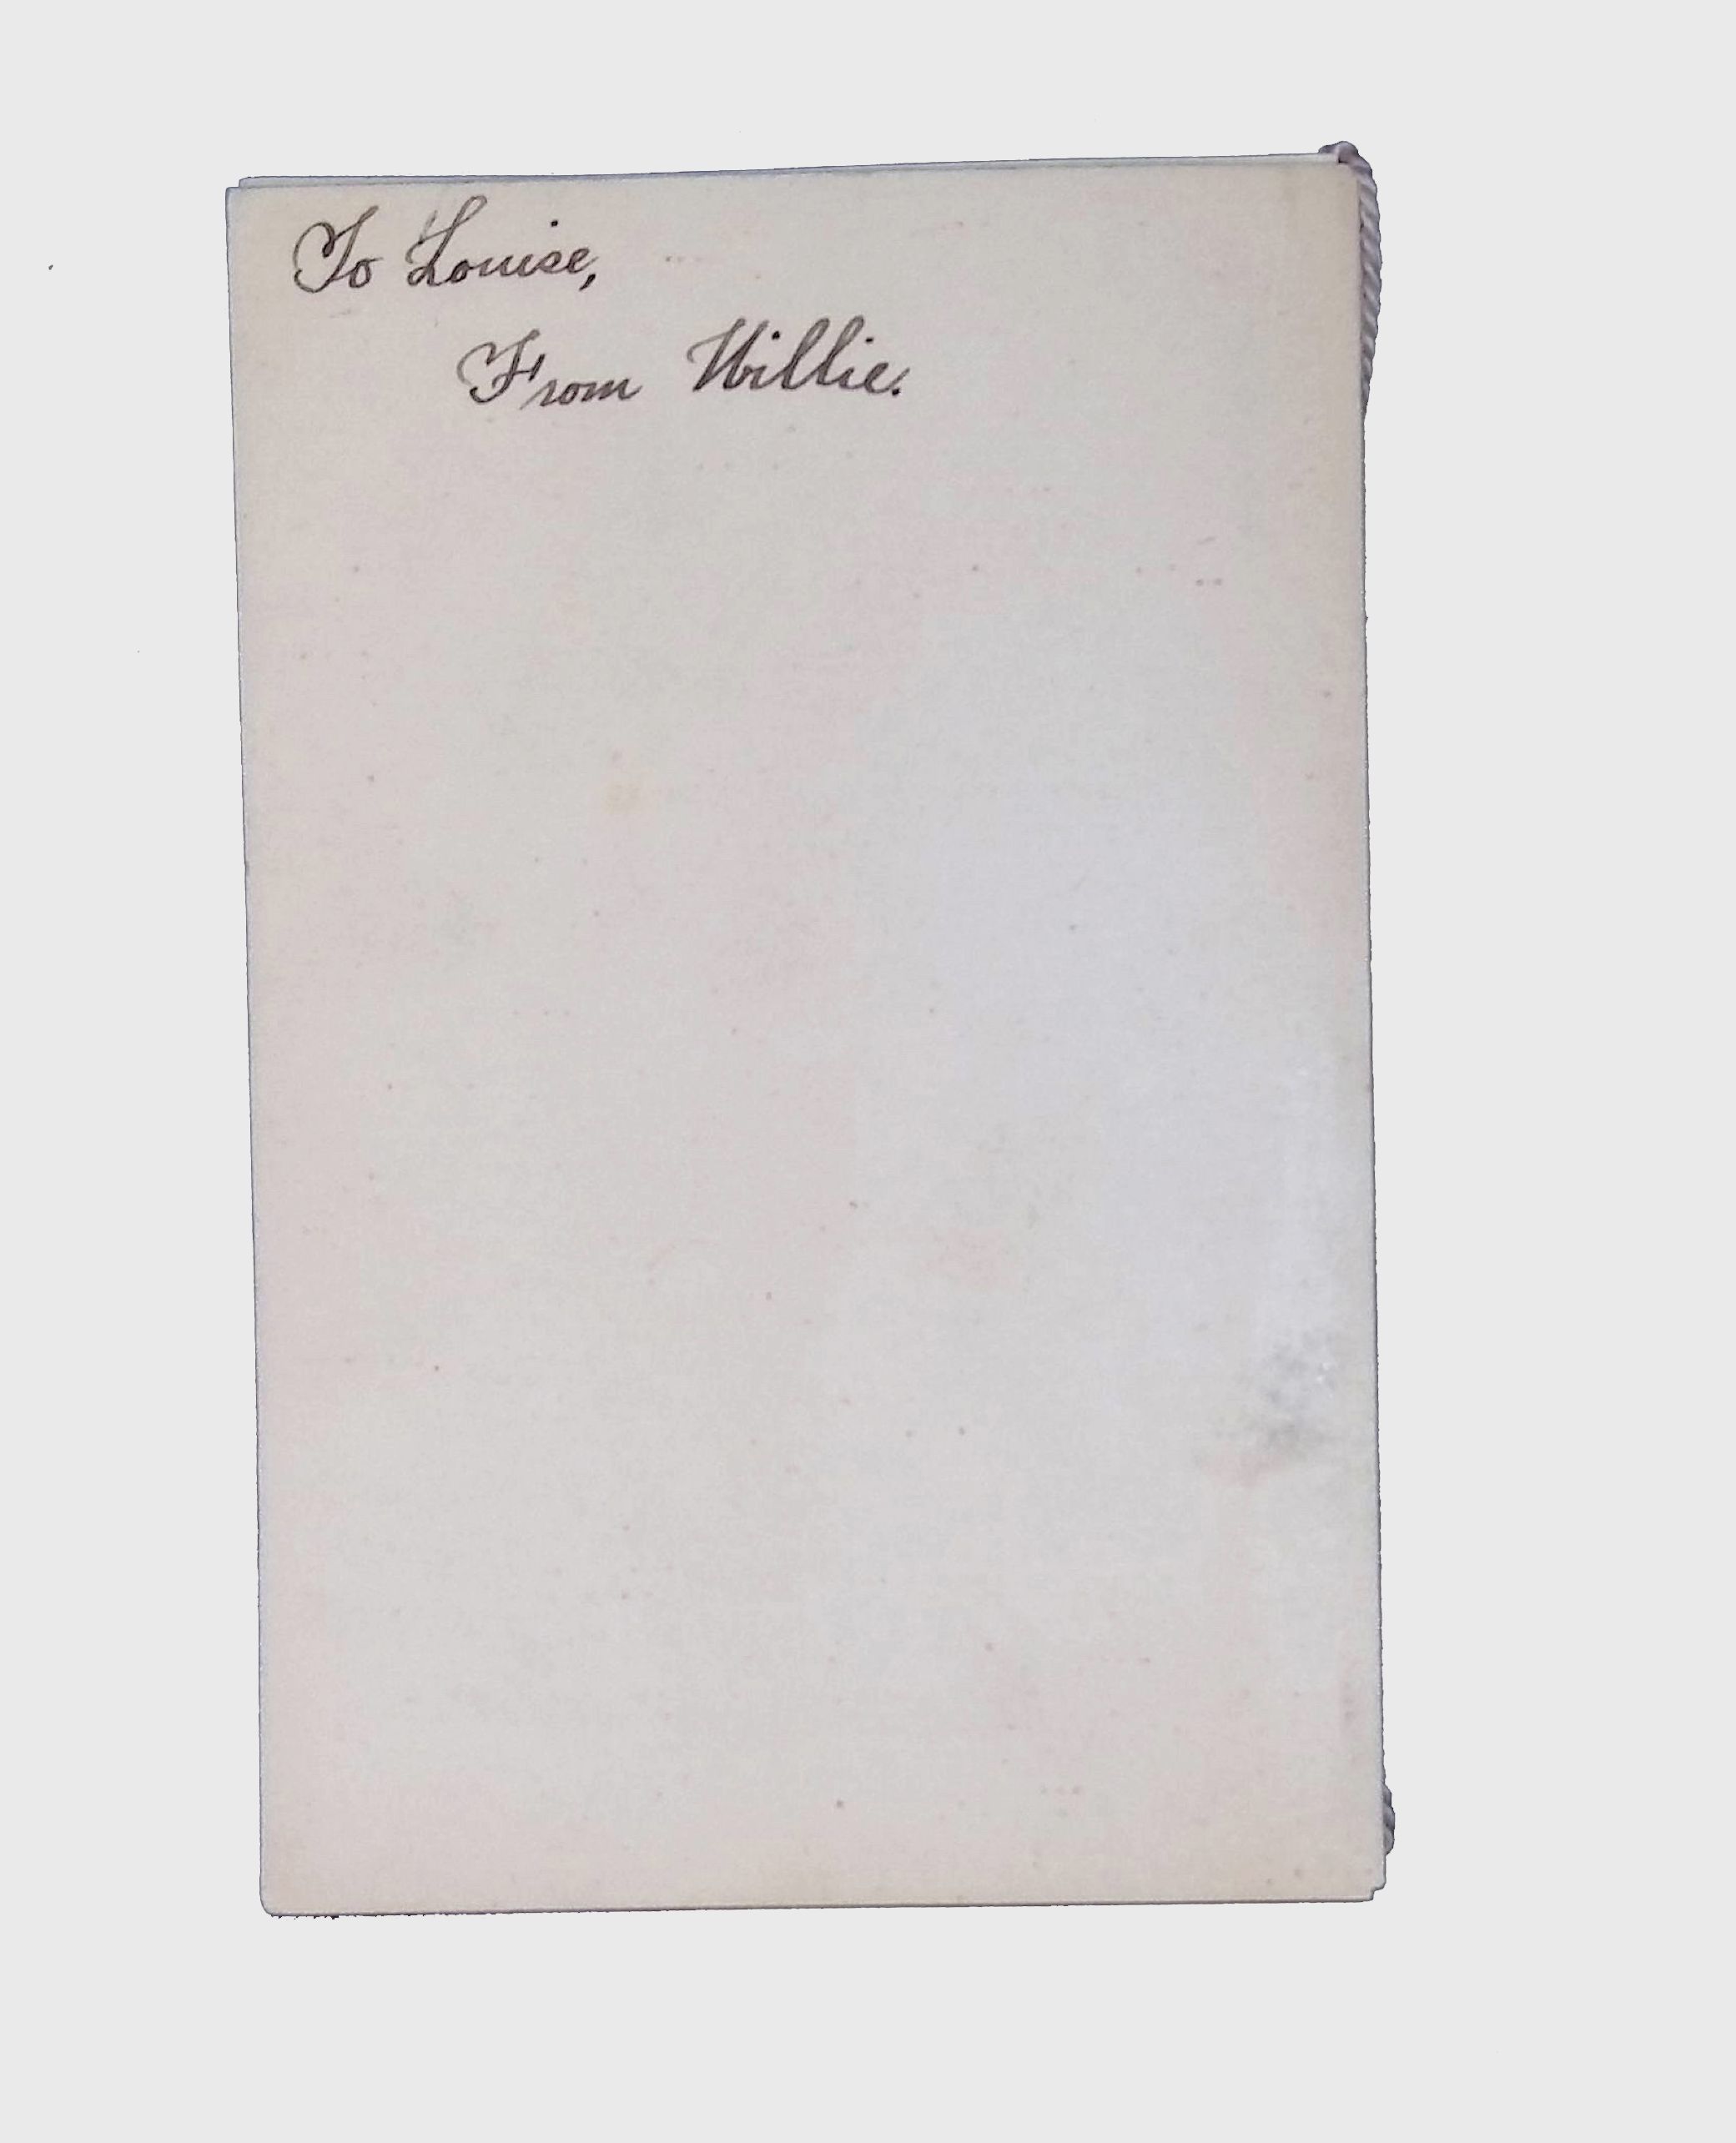 To Louise,
From Willie.